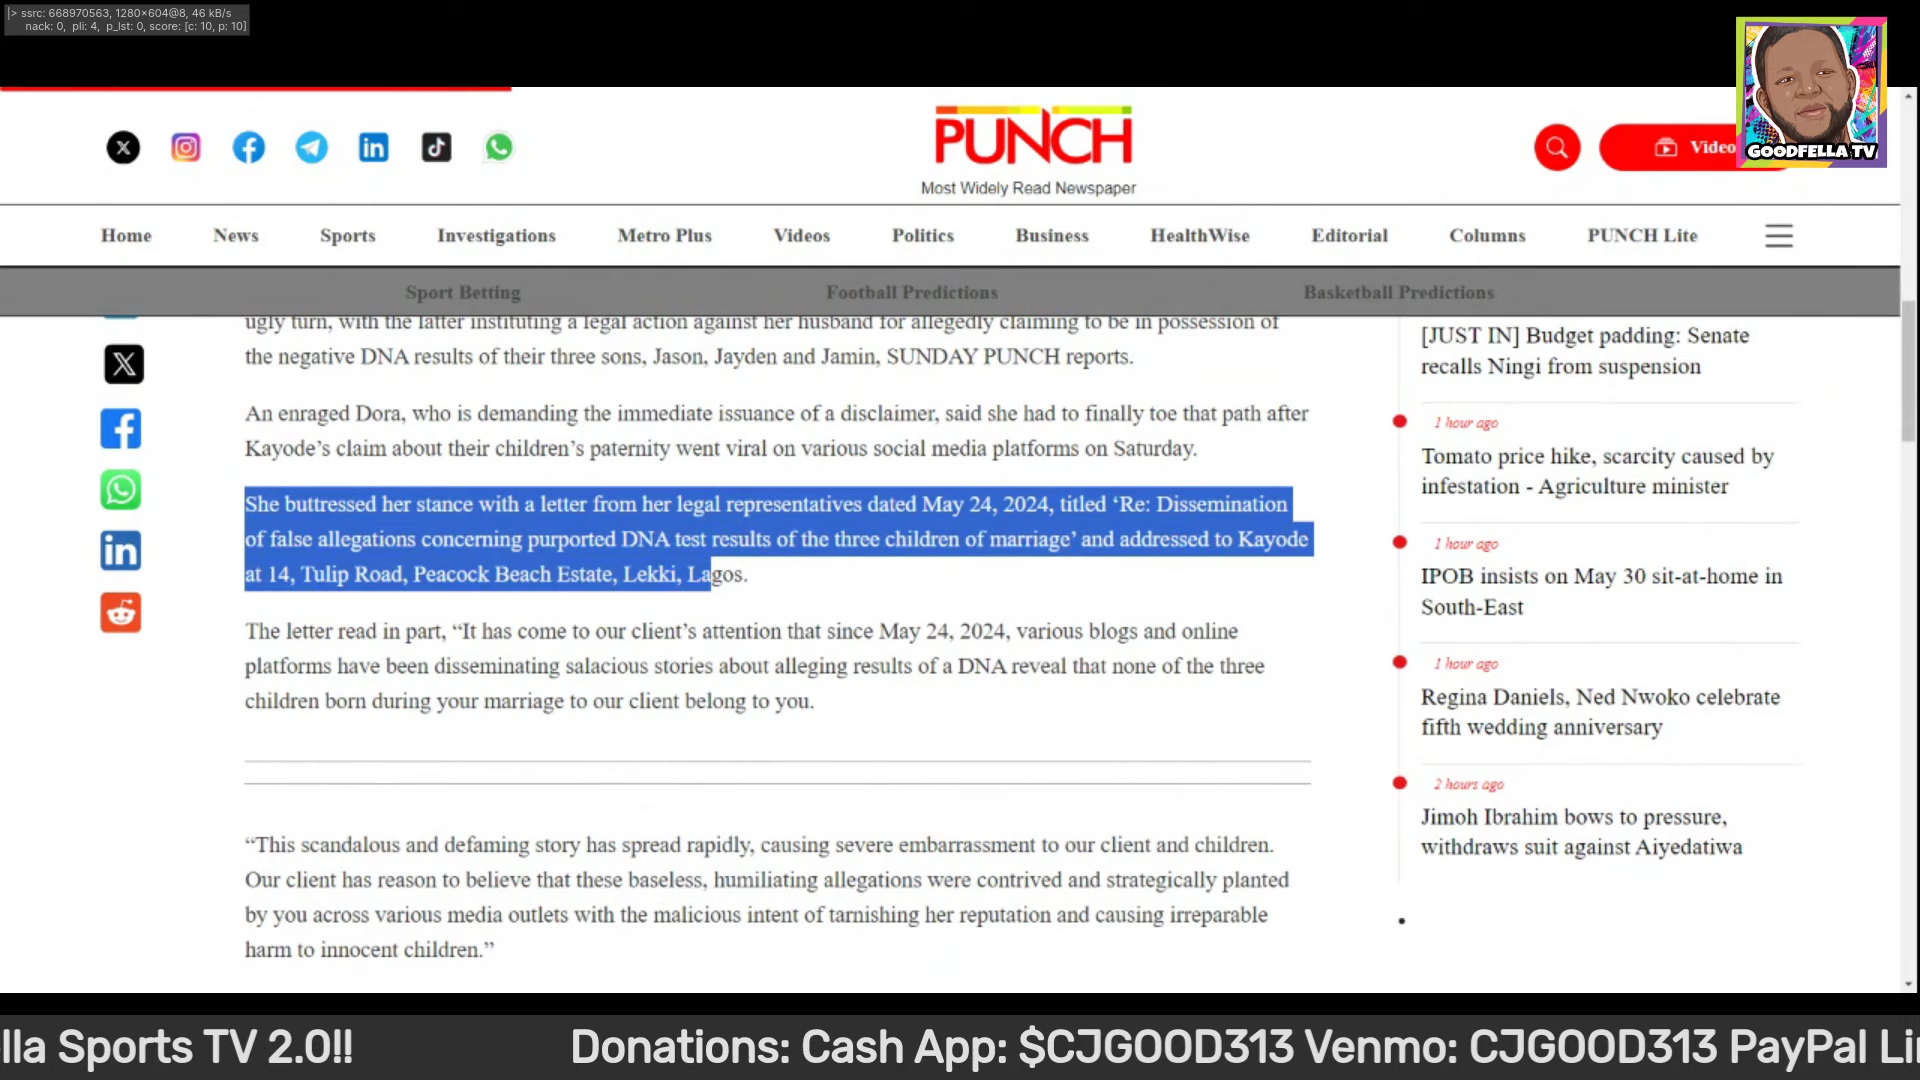 |> ssrc: 668970563, 1280×604@8, 46 kB/s
nack: 0, pli: 4, p_lst: 0, score: [c: 10, p: 10]
GOODFELLA TV
PUNCH
Most Widely Read Newspaper
Video
Home News Sports Investigations Metro Plus Videos Politics Business HealthWise Editorial Columns PUNCH Lite
Sport Betting Football Predictions Basketball Predictions
ugly turn, with the latter instituting a legal action against her husband for allegedly claiming to be in possession of
the negative DNA results of their three sons, Jason, Jayden and Jamin, SUNDAY PUNCH reports.
An enraged Dora, who is demanding the immediate issuance of a disclaimer, said she had to finally toe that path after
Kayode’s claim about their children’s paternity went viral on various social media platforms on Saturday.
She buttressed her stance with a letter from her legal representatives dated May 24, 2024, titled ‘Re: Dissemination
of false allegations concerning purported DNA test results of the three children of marriage’ and addressed to Kayode
at 14, Tulip Road, Peacock Beach Estate, Lekki, Lagos.
The letter read in part, “It has come to our client’s attention that since May 24, 2024, various blogs and online
platforms have been disseminating salacious stories about alleging results of a DNA reveal that none of the three
children born during your marriage to our client belong to you.
“This scandalous and defaming story has spread rapidly, causing severe embarrassment to our client and children.
Our client has reason to believe that these baseless, humiliating allegations were contrived and strategically planted
by you across various media outlets with the malicious intent of tarnishing her reputation and causing irreparable
harm to innocent children.”
[JUST IN] Budget padding: Senate
recalls Ningi from suspension
1 hour ago
Tomato price hike, scarcity caused by
infestation - Agriculture minister
1 hour ago
IPOB insists on May 30 sit-at-home in
South-East
1 hour ago
Regina Daniels, Ned Nwoko celebrate
fifth wedding anniversary
2 hours ago
Jimoh Ibrahim bows to pressure,
withdraws suit against Aiyedatiwa
lla Sports TV 2.0!! Donations: Cash App: $CJGOOD313 Venmo: CJGOOD313 PayPal Li